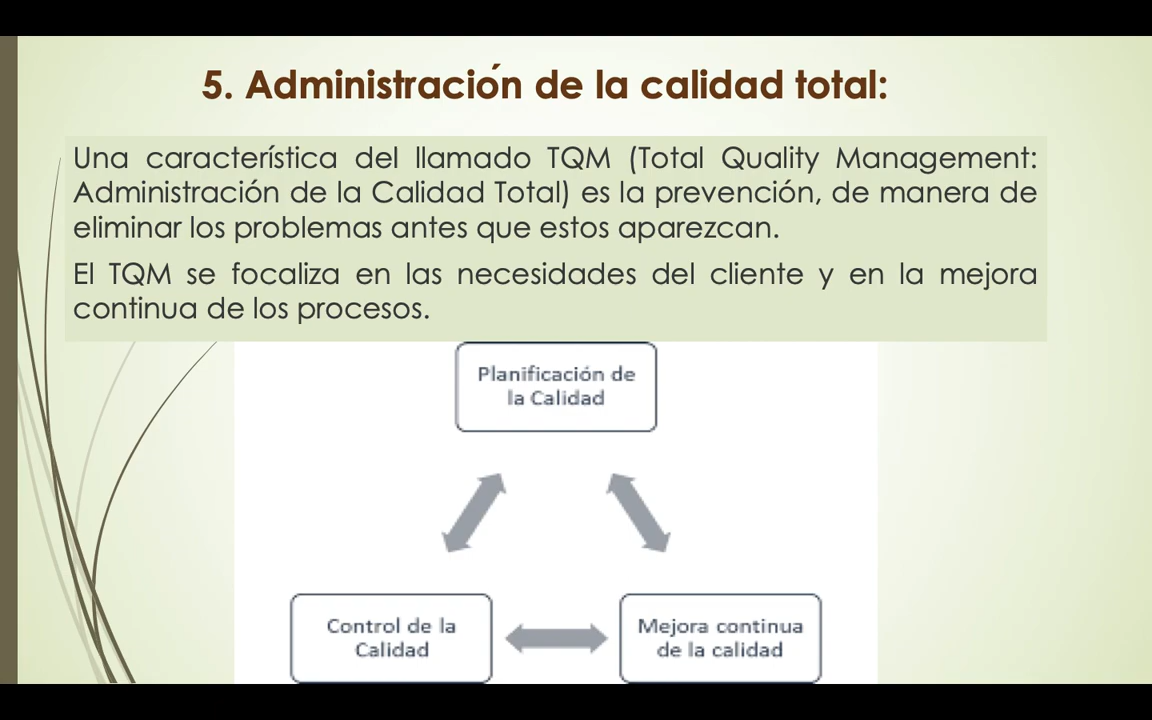 5. Administración de la calidad total:
Una característica del llamado TQM (Total Quality Management:
Administración de la Calidad Total) es la prevención, de manera de
eliminar los problemas antes que estos aparezcan.
El TQM se focaliza en las necesidades del cliente y en la mejora
continua de los procesos.
Planificación de
la Calidad
Control de la
Calidad
Mejora continua
de la calidad